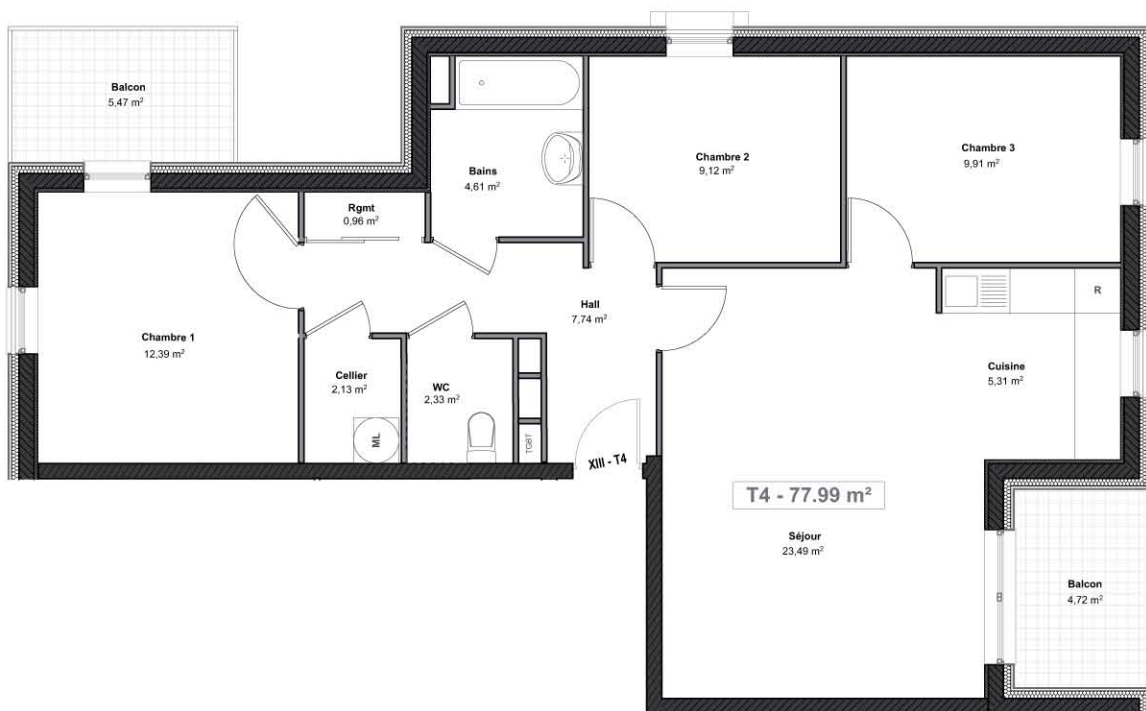 Balcon
5,47 m²
Bains
4,61 m²
Chambre 2
9,12 m²
Chambre 3
9,91 m²
Rgmt
0,96 m²
Hall
7,74 m²
R
Chambre 1
12,39 m²
Cellier
2,13 m²
WC
2,33 m²
Cuisine
5,31 m²
ML
TGBT
XIII - T4
T4 - 77.99 m²
Séjour
23,49 m²
Balcon
4,72 m²